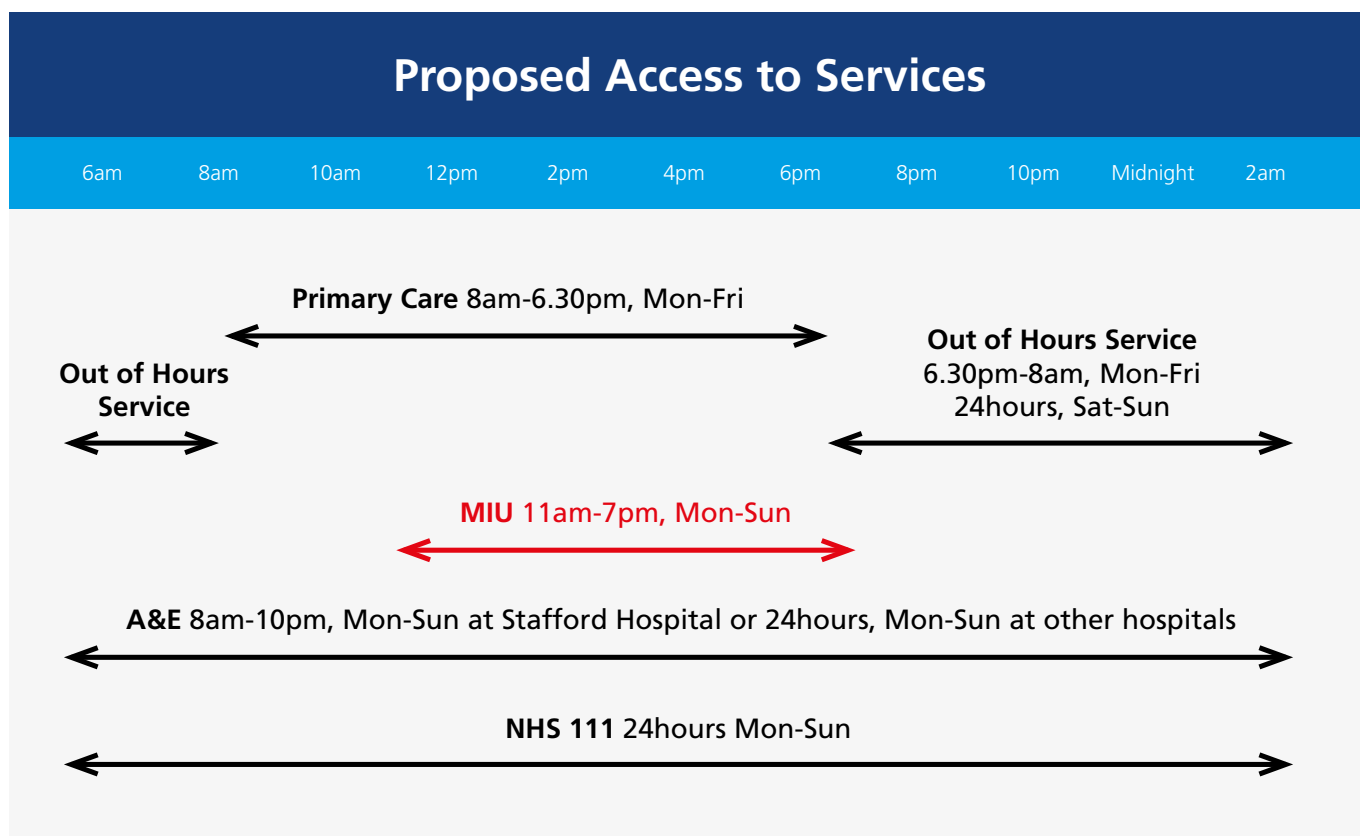 Proposed Access to Services
6am 8am 10am 12pm 2pm 4pm 6pm 8pm 10pm Midnight 2am
Primary Care 8am-6.30pm, Mon-Fri
Out of Hours
Service
Out of Hours Service
6.30pm-8am, Mon-Fri
24hours, Sat-Sun
MIU 11am-7pm, Mon-Sun
A&E 8am-10pm, Mon-Sun at Stafford Hospital or 24hours, Mon-Sun at other hospitals
NHS 111 24hours Mon-Sun